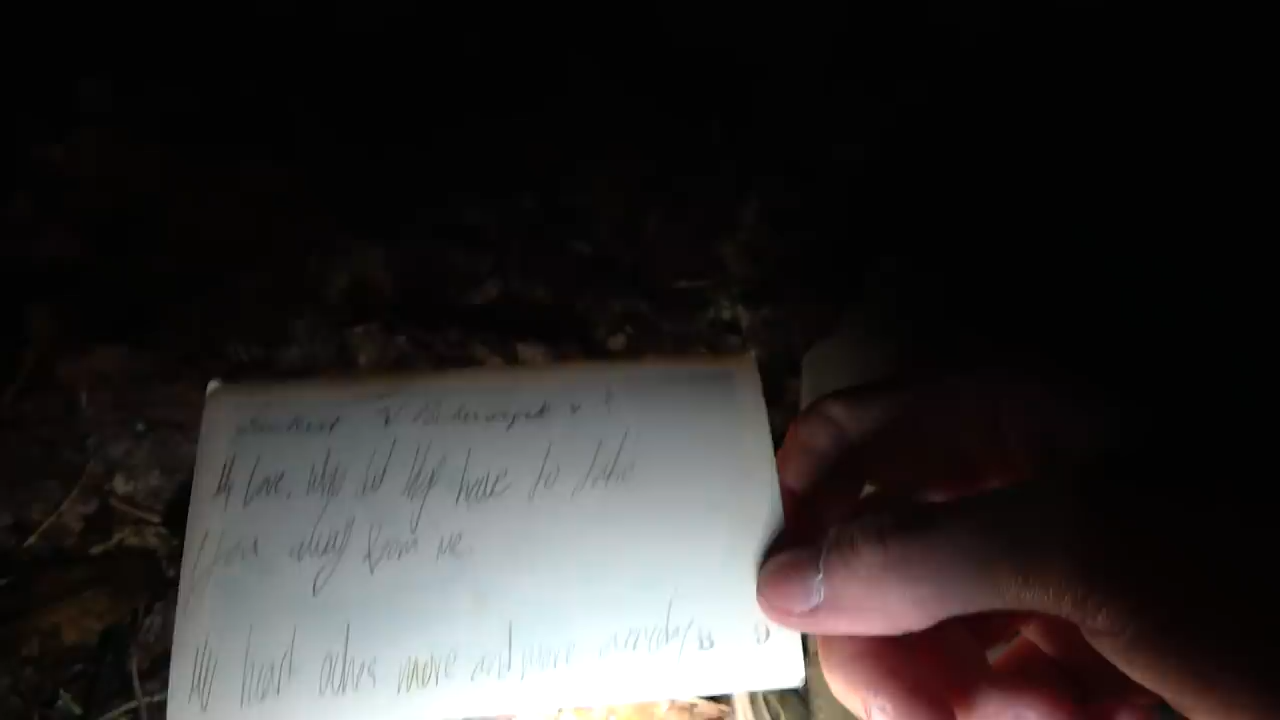 My Love, why did they have to take
you away from me.
My heart aches more and more everyday